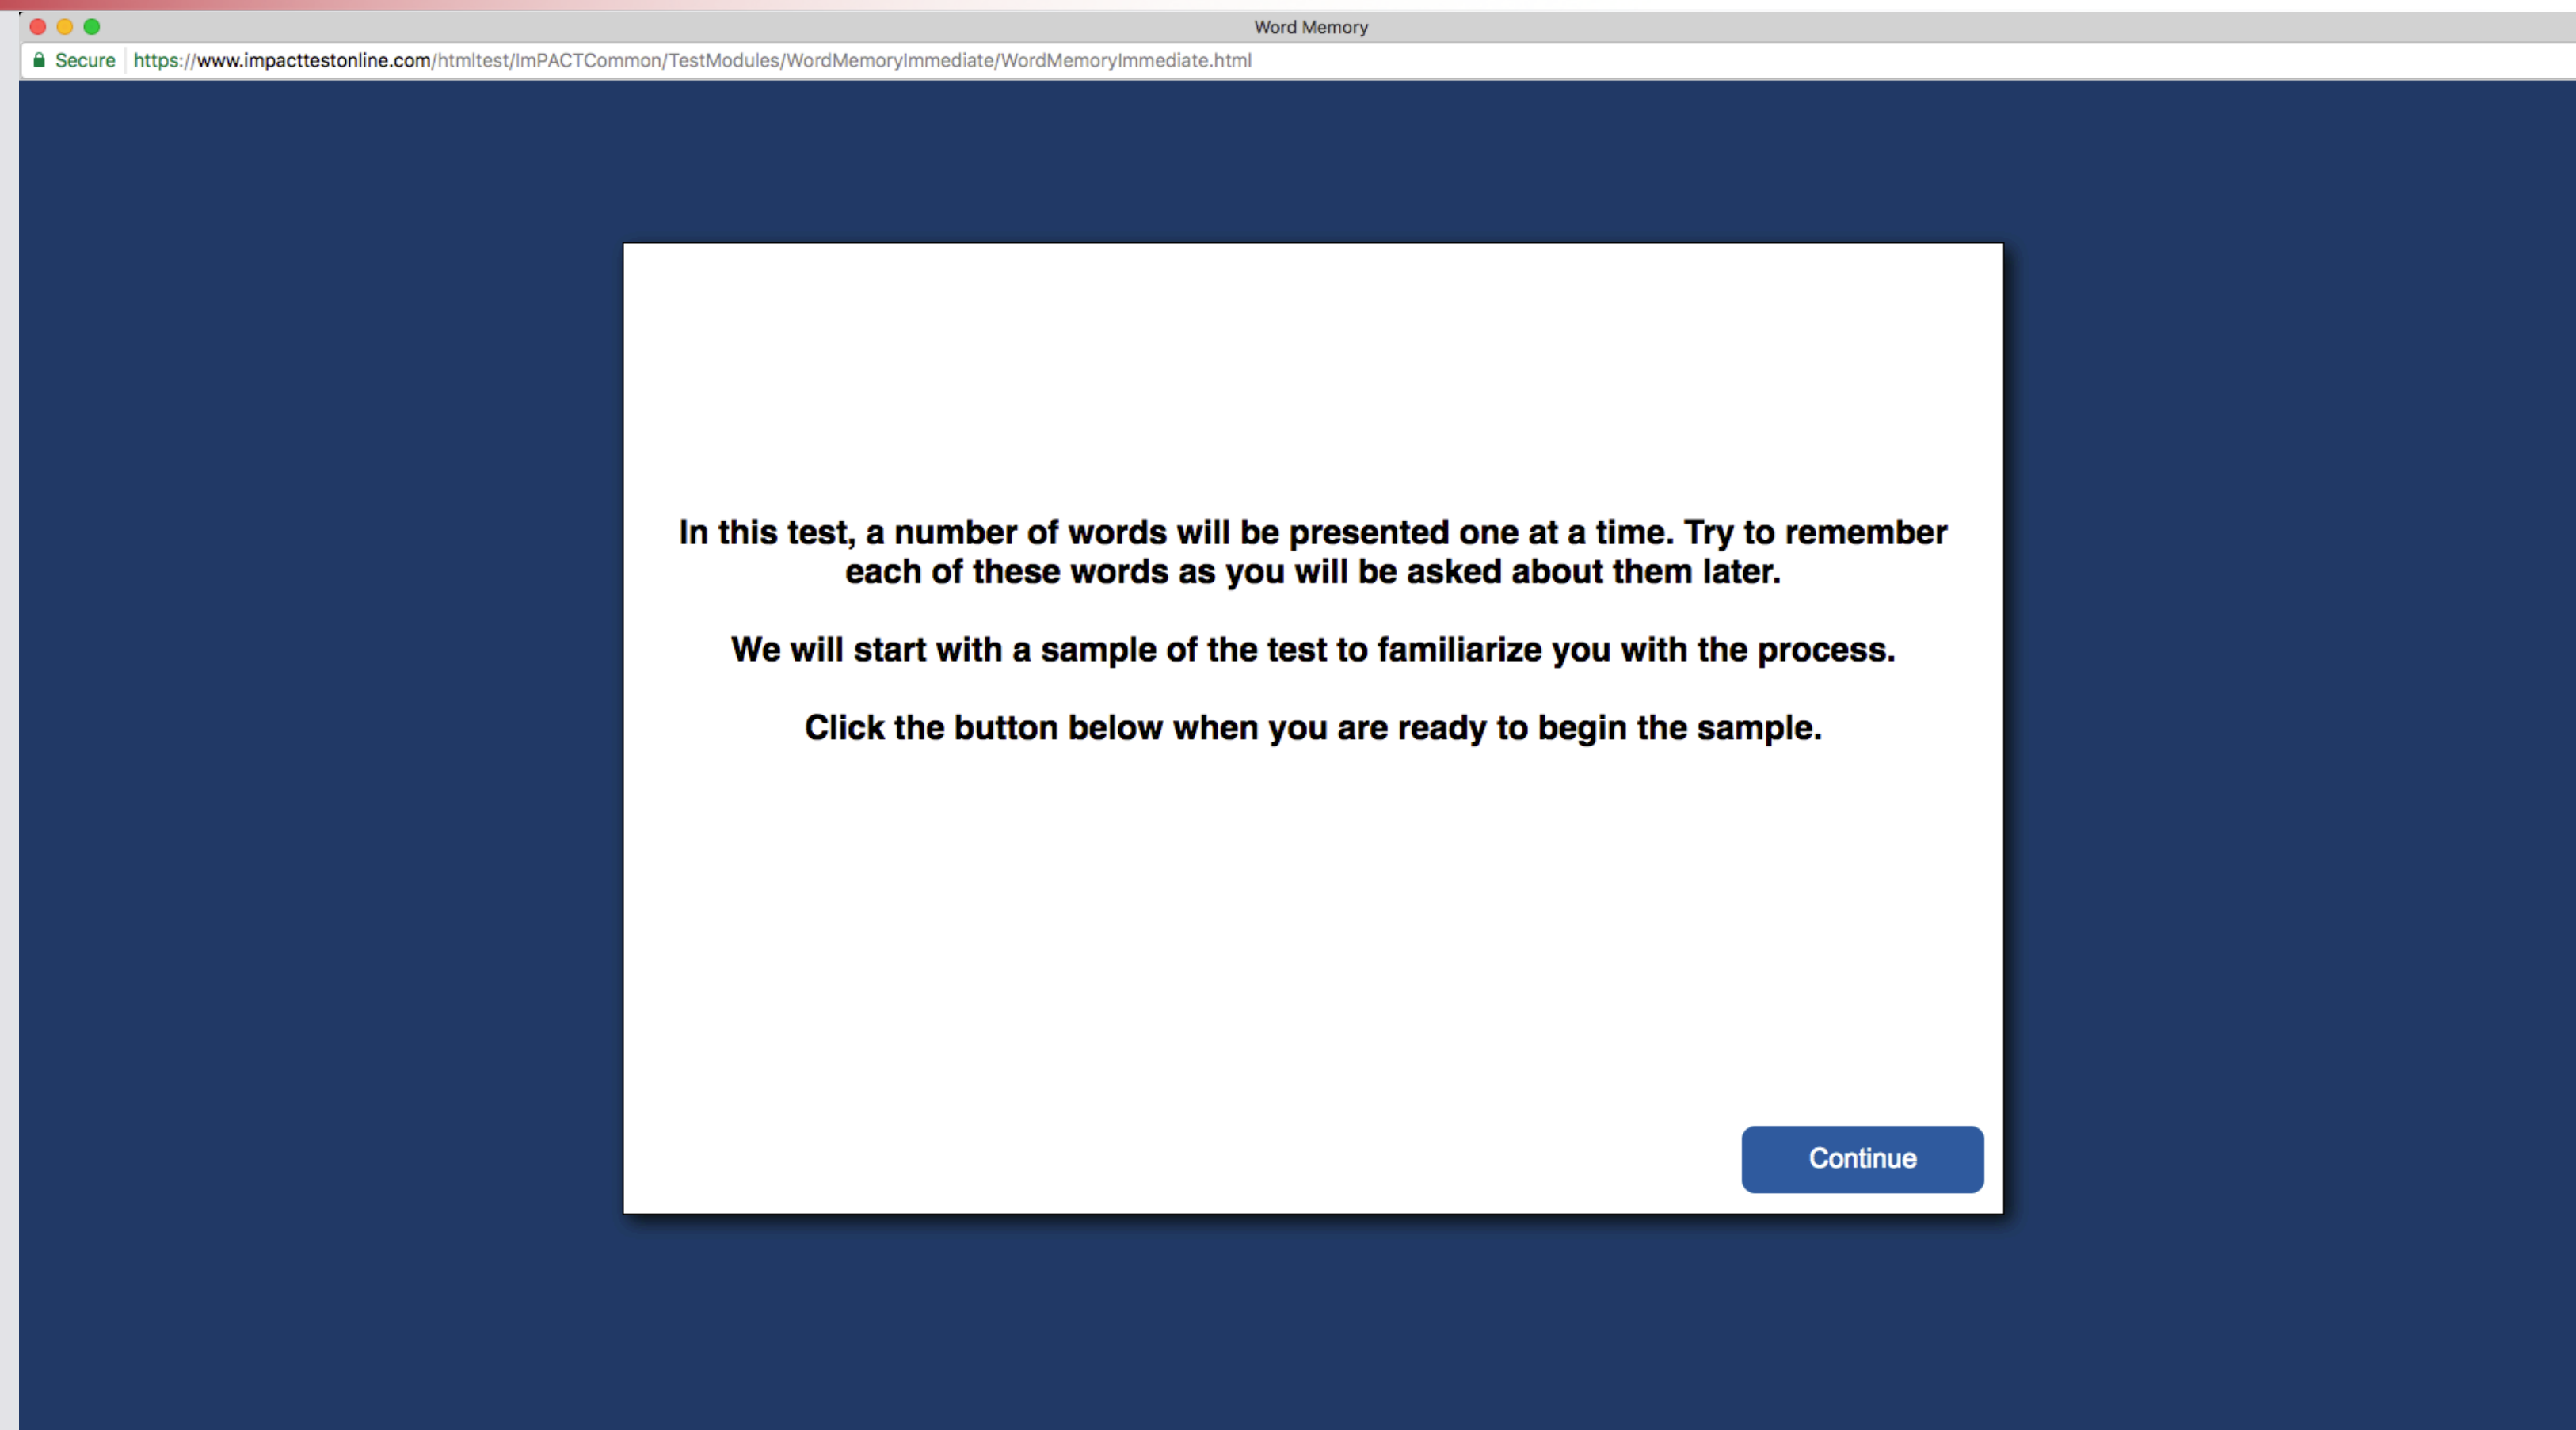 Word Memory
Secure https://www.impacttestonline.com/htmltest/ImPACTCommon/TestModules/WordMemoryImmediate/WordMemoryImmediate.html
In this test, a number of words will be presented one at a time. Try to remember
each of these words as you will be asked about them later.
We will start with a sample of the test to familiarize you with the process.
Click the button below when you are ready to begin the sample.
Continue